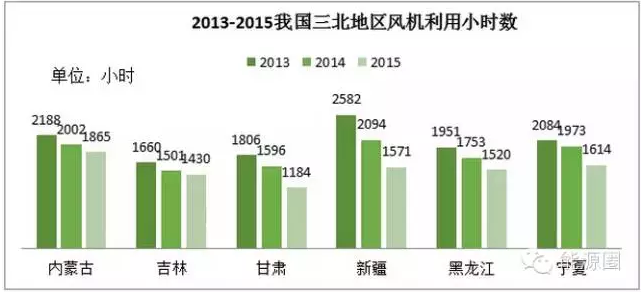 2013-2015我国三北地区风机利用小时数
单位：小时
2013 2014 2015
2188 2002 1865
1660 1501 1430
1806 1596 1184
2582 2094 1571
1951 1753 1520
2084 1973 1614
内蒙古 吉林 甘肃 新疆 黑龙江 宁夏
能源圈